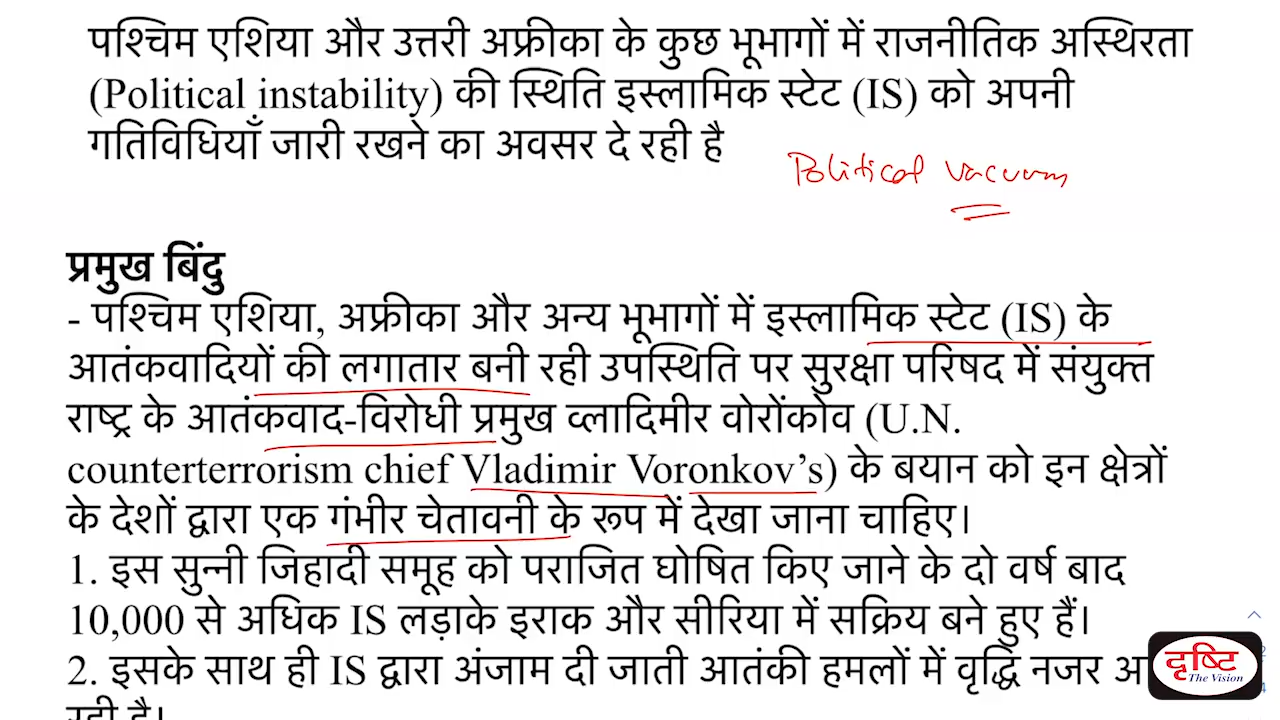 पश्चिम एशिया और उत्तरी अफ्रीका के कुछ भूभागों में राजनीतिक अस्थिरता
(Political instability) की स्थिति इस्लामिक स्टेट (IS) को अपनी
गतिविधियाँ जारी रखने का अवसर दे रही है
Political vacuum
प्रमुख बिंदु
- पश्चिम एशिया, अफ्रीका और अन्य भूभागों में इस्लामिक स्टेट (IS) के
आतंकवादियों की लगातार बनी रही उपस्थिति पर सुरक्षा परिषद में संयुक्त
राष्ट्र के आतंकवाद-विरोधी प्रमुख व्लादिमीर वोरोंकोव (U.N.
counterterrorism chief Vladimir Voronkov’s) के बयान को इन क्षेत्रों
के देशों द्वारा एक गंभीर चेतावनी के रूप में देखा जाना चाहिए।
1. इस सुन्नी जिहादी समूह को पराजित घोषित किए जाने के दो वर्ष बाद
10,000 से अधिक IS लड़ाके इराक और सीरिया में सक्रिय बने हुए हैं।
2. इसके साथ ही IS द्वारा अंजाम दी जाती आतंकी हमलों में वृद्धि नजर आ
रही है।
दृष्टि
The Vision